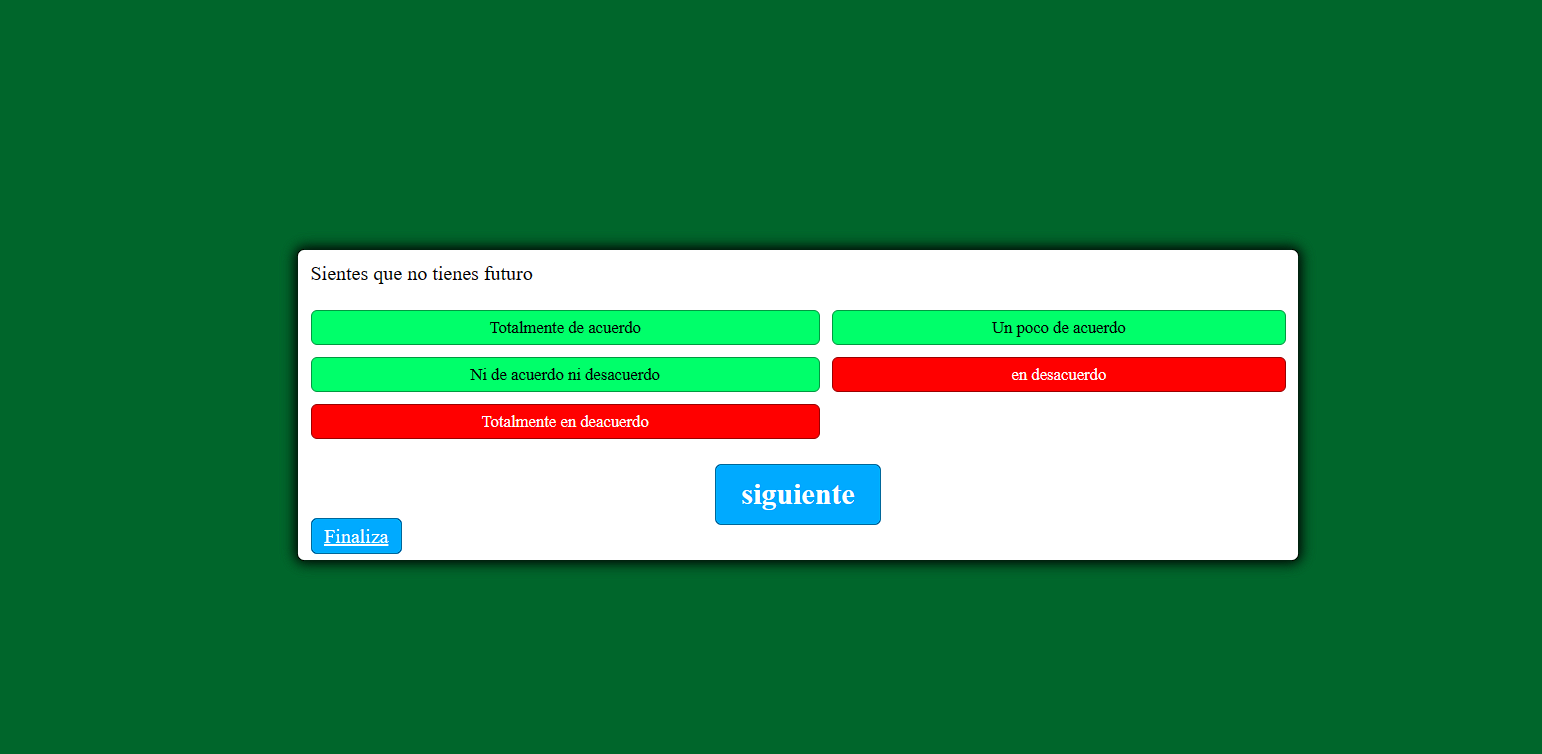 Sientes que no tienes futuro
Totalmente de acuerdo
Un poco de acuerdo
Ni de acuerdo ni desacuerdo
en desacuerdo
Totalmente en deacuerdo
siguiente
Finaliza